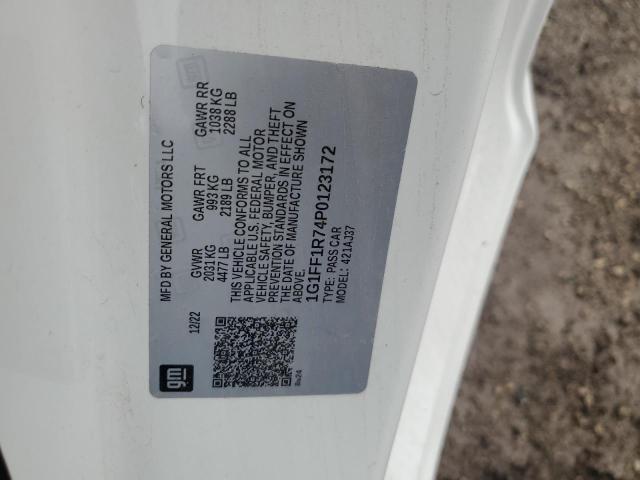 MFD BY GENERAL MOTORS LLC
12/22 GVWR GAWR FRT GAWR RR
2031 KG 993 KG 1038 KG
4477 LB 2189 LB 2288 LB
THIS VEHICLE CONFORMS TO ALL
APPLICABLE U.S. FEDERAL MOTOR
VEHICLE SAFETY, BUMPER, AND THEFT
PREVENTION STANDARDS IN EFFECT ON
THE DATE OF MANUFACTURE SHOWN
ABOVE.
1G1FF1R74P0123172
TYPE: PASS CAR
MODEL: 421AJ37
gm